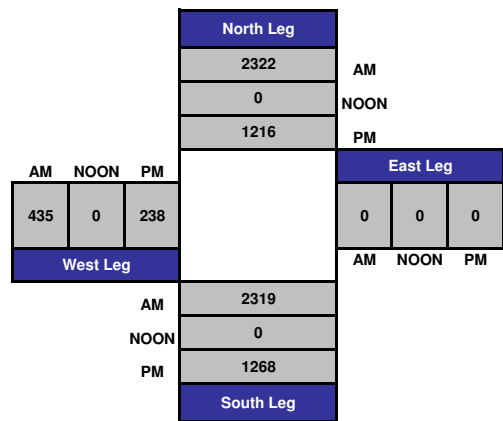 North Leg
2322 AM
0 NOON
1216 PM
AM NOON PM
East Leg
435 0 238
0 0 0
West Leg
AM NOON PM
AM 2319
NOON 0
PM 1268
South Leg